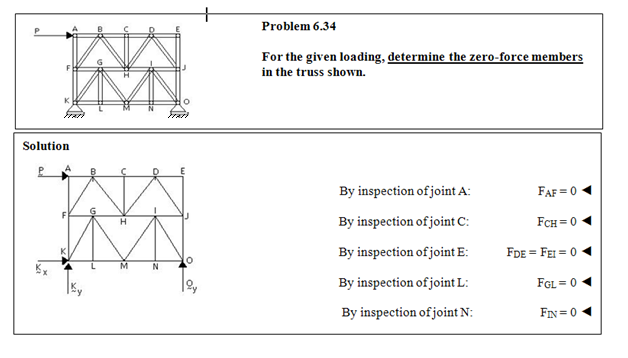 Problem 6.34
For the given loading, determine the zero-force members
in the truss shown.
P
A B C D E
F G H I J
K L M N O
Solution
P A B C D E
F G H I J
K L M N O
Kx
Ky
Oy
By inspection of joint A: FAF = 0 ◄
By inspection of joint C: FCH = 0 ◄
By inspection of joint E: FDE = FEI = 0 ◄
By inspection of joint L: FGL = 0 ◄
By inspection of joint N: FIN = 0 ◄